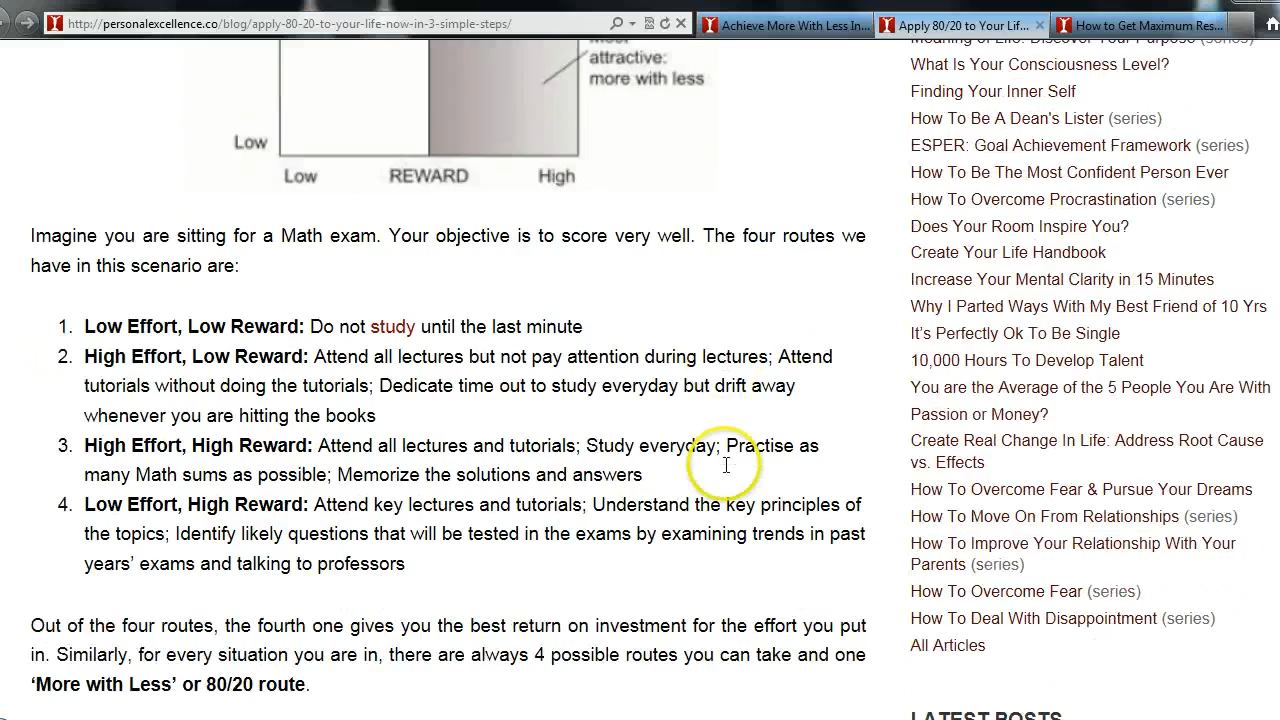 http://personalexcellence.co/blog/apply-80-20-to-your-life-now-in-3-simple-steps/
Achieve More With Less In...
Apply 80/20 to Your Lif...
How to Get Maximum Res...
attractive:
more with less
Low
Low REWARD High
Imagine you are sitting for a Math exam. Your objective is to score very well. The four routes we
have in this scenario are:
1. Low Effort, Low Reward: Do not study until the last minute
2. High Effort, Low Reward: Attend all lectures but not pay attention during lectures; Attend
tutorials without doing the tutorials; Dedicate time out to study everyday but drift away
whenever you are hitting the books
3. High Effort, High Reward: Attend all lectures and tutorials; Study everyday; Practise as
many Math sums as possible; Memorize the solutions and answers
4. Low Effort, High Reward: Attend key lectures and tutorials; Understand the key principles of
the topics; Identify likely questions that will be tested in the exams by examining trends in past
years’ exams and talking to professors
Out of the four routes, the fourth one gives you the best return on investment for the effort you put
in. Similarly, for every situation you are in, there are always 4 possible routes you can take and one
‘More with Less’ or 80/20 route.
Meaning of Life: Discover Your Purpose (series)
What Is Your Consciousness Level?
Finding Your Inner Self
How To Be A Dean's Lister (series)
ESPER: Goal Achievement Framework (series)
How To Be The Most Confident Person Ever
How To Overcome Procrastination (series)
Does Your Room Inspire You?
Create Your Life Handbook
Increase Your Mental Clarity in 15 Minutes
Why I Parted Ways With My Best Friend of 10 Yrs
It’s Perfectly Ok To Be Single
10,000 Hours To Develop Talent
You are the Average of the 5 People You Are With
Passion or Money?
Create Real Change In Life: Address Root Cause
vs. Effects
How To Overcome Fear & Pursue Your Dreams
How To Move On From Relationships (series)
How To Improve Your Relationship With Your
Parents (series)
How To Overcome Fear (series)
How To Deal With Disappointment (series)
All Articles
LATEST POSTS